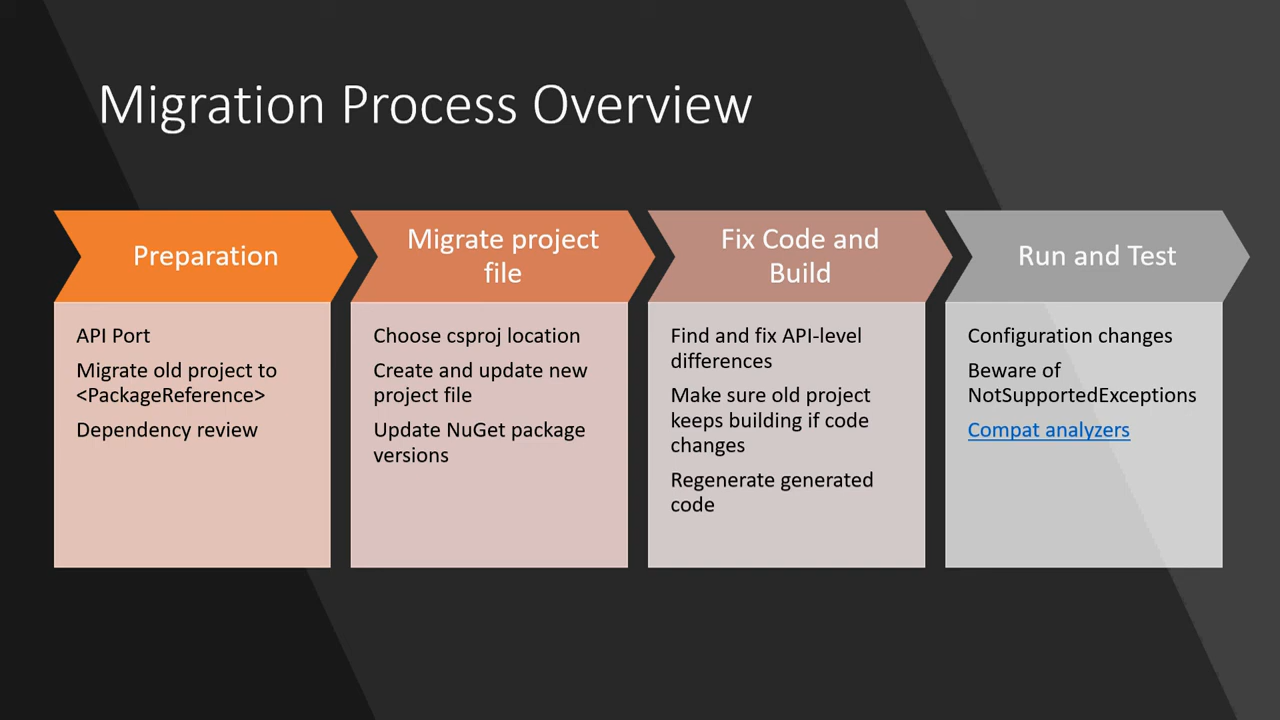 Migration Process Overview
Preparation
API Port
Migrate old project to
<PackageReference>
Dependency review
Migrate project
file
Choose csproj location
Create and update new
project file
Update NuGet package
versions
Fix Code and
Build
Find and fix API-level
differences
Make sure old project
keeps building if code
changes
Regenerate generated
code
Run and Test
Configuration changes
Beware of
NotSupportedExceptions
Compat analyzers